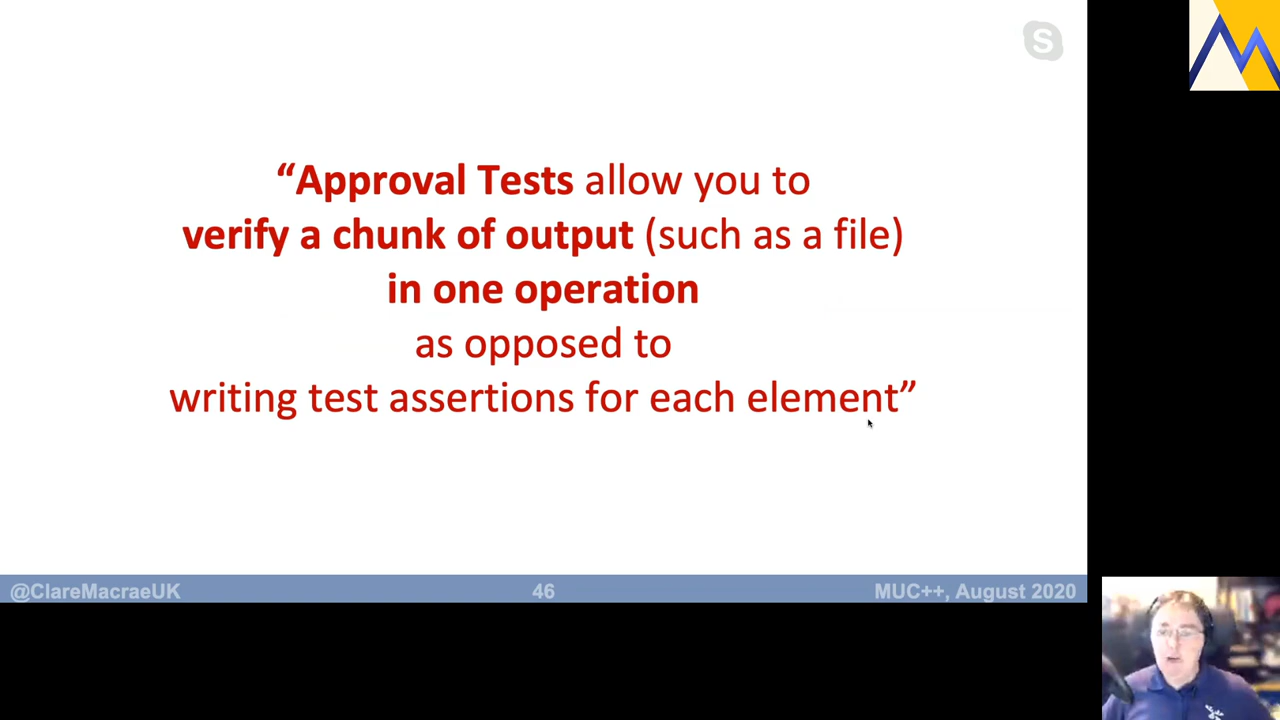 S
“Approval Tests allow you to
verify a chunk of output (such as a file)
in one operation
as opposed to
writing test assertions for each element”
@ClareMacraeUK
46
MUC++, August 2020